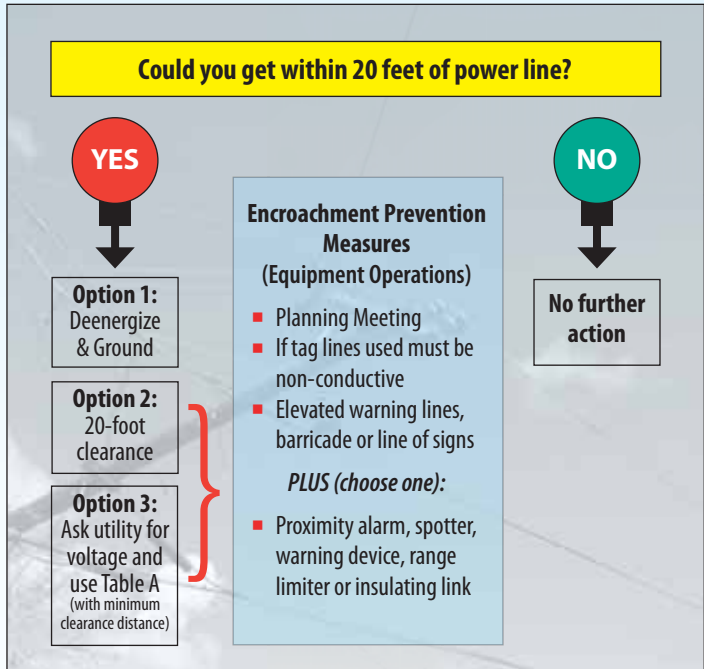 Could you get within 20 feet of power line?
YES
NO
Option 1:
Deenergize
& Ground
Option 2:
20-foot
clearance
Option 3:
Ask utility for
voltage and
use Table A
(with minimum
clearance distance)
Encroachment Prevention
Measures
(Equipment Operations)
Planning Meeting
If tag lines used must be
non-conductive
Elevated warning lines,
barricade or line of signs
PLUS (choose one):
Proximity alarm, spotter,
warning device, range
limiter or insulating link
No further
action